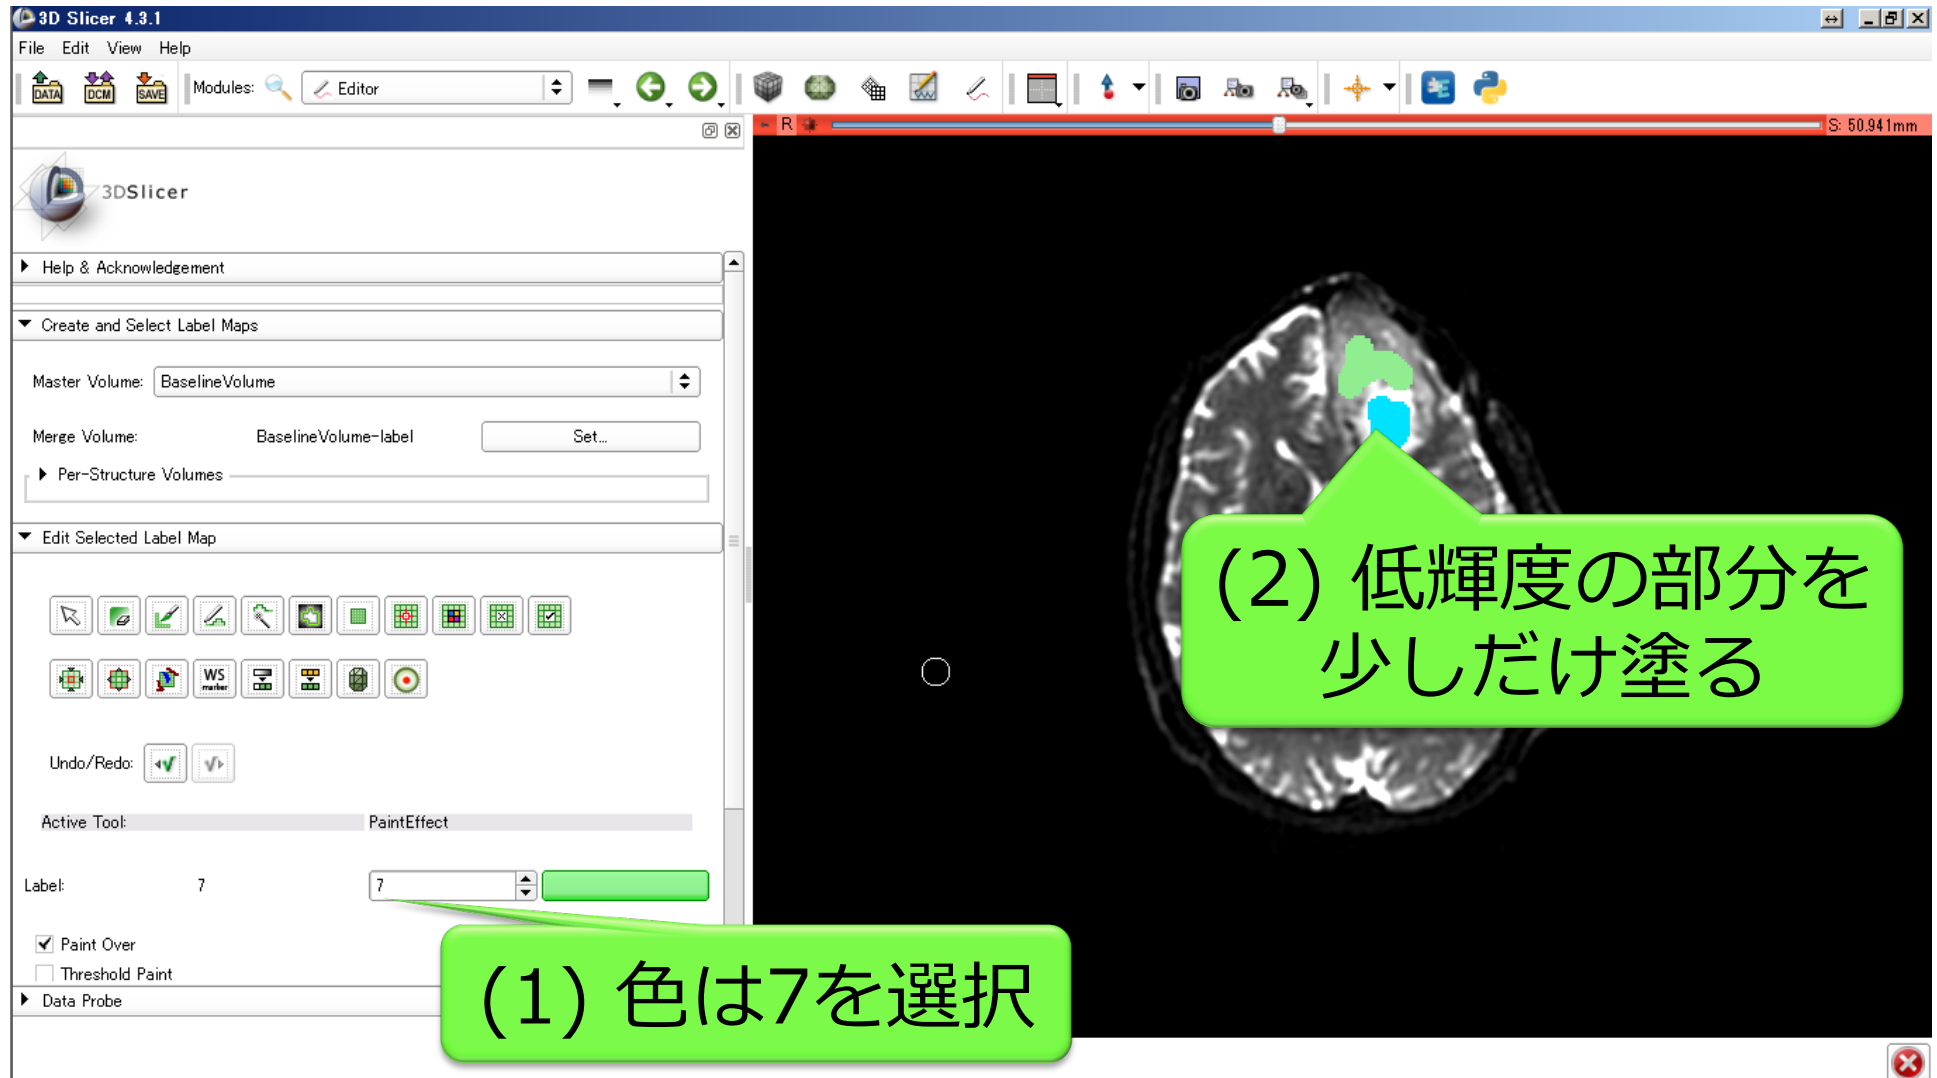 3D Slicer 4.3.1
File Edit View Help
DATA DCM SAVE Modules: Editor
R S: 50.941mm
3DSlicer
Help & Acknowledgement
Create and Select Label Maps
Master Volume: BaselineVolume
Merge Volume: BaselineVolume-label Set...
Per-Structure Volumes
Edit Selected Label Map
WS
marker
Undo/Redo:
Active Tool: PaintEffect
Label: 7 7
Paint Over
Threshold Paint
Data Probe
(1) 色は7を選択
(2) 低輝度の部分を
少しだけ塗る